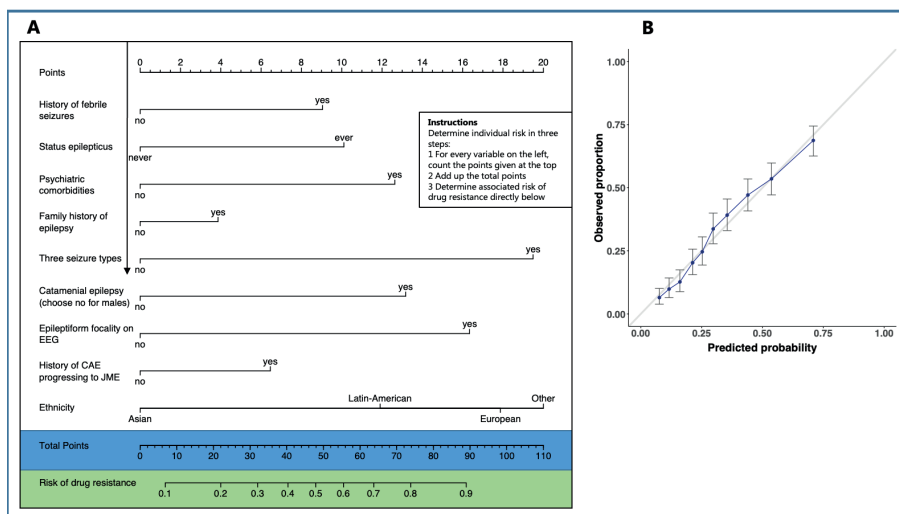 A
B
Points
0 2 4 6 8 10 12 14 16 18 20
History of febrile
seizures
no
yes
Status epilepticus
never
ever
Psychiatric
comorbidities
no
yes
Family history of
epilepsy
no
yes
Three seizure types
no
yes
Catamenial epilepsy
(choose no for males)
no
yes
Epileptiform focality on
EEG
no
yes
History of CAE
progressing to JME
no
yes
Ethnicity
Asian
Latin-American
European
Other
Total Points
0 10 20 30 40 50 60 70 80 90 100 110
Risk of drug resistance
0.1 0.2 0.3 0.4 0.5 0.6 0.7 0.8 0.9
Instructions
Determine individual risk in three
steps:
1 For every variable on the left,
count the points given at the top
2 Add up the total points
3 Determine associated risk of
drug resistance directly below
Observed proportion
1.00
0.75
0.50
0.25
0.00
0.00 0.25 0.50 0.75 1.00
Predicted probability